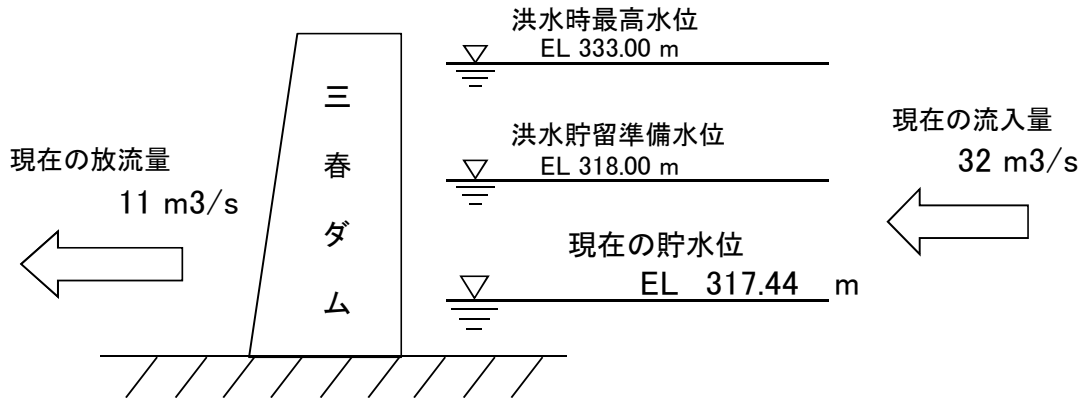 洪水時最高水位
EL 333.00 m
三春ダム
洪水貯留準備水位
EL 318.00 m
現在の放流量
11 m3/s
現在の流入量
32 m3/s
現在の貯水位
EL 317.44 m